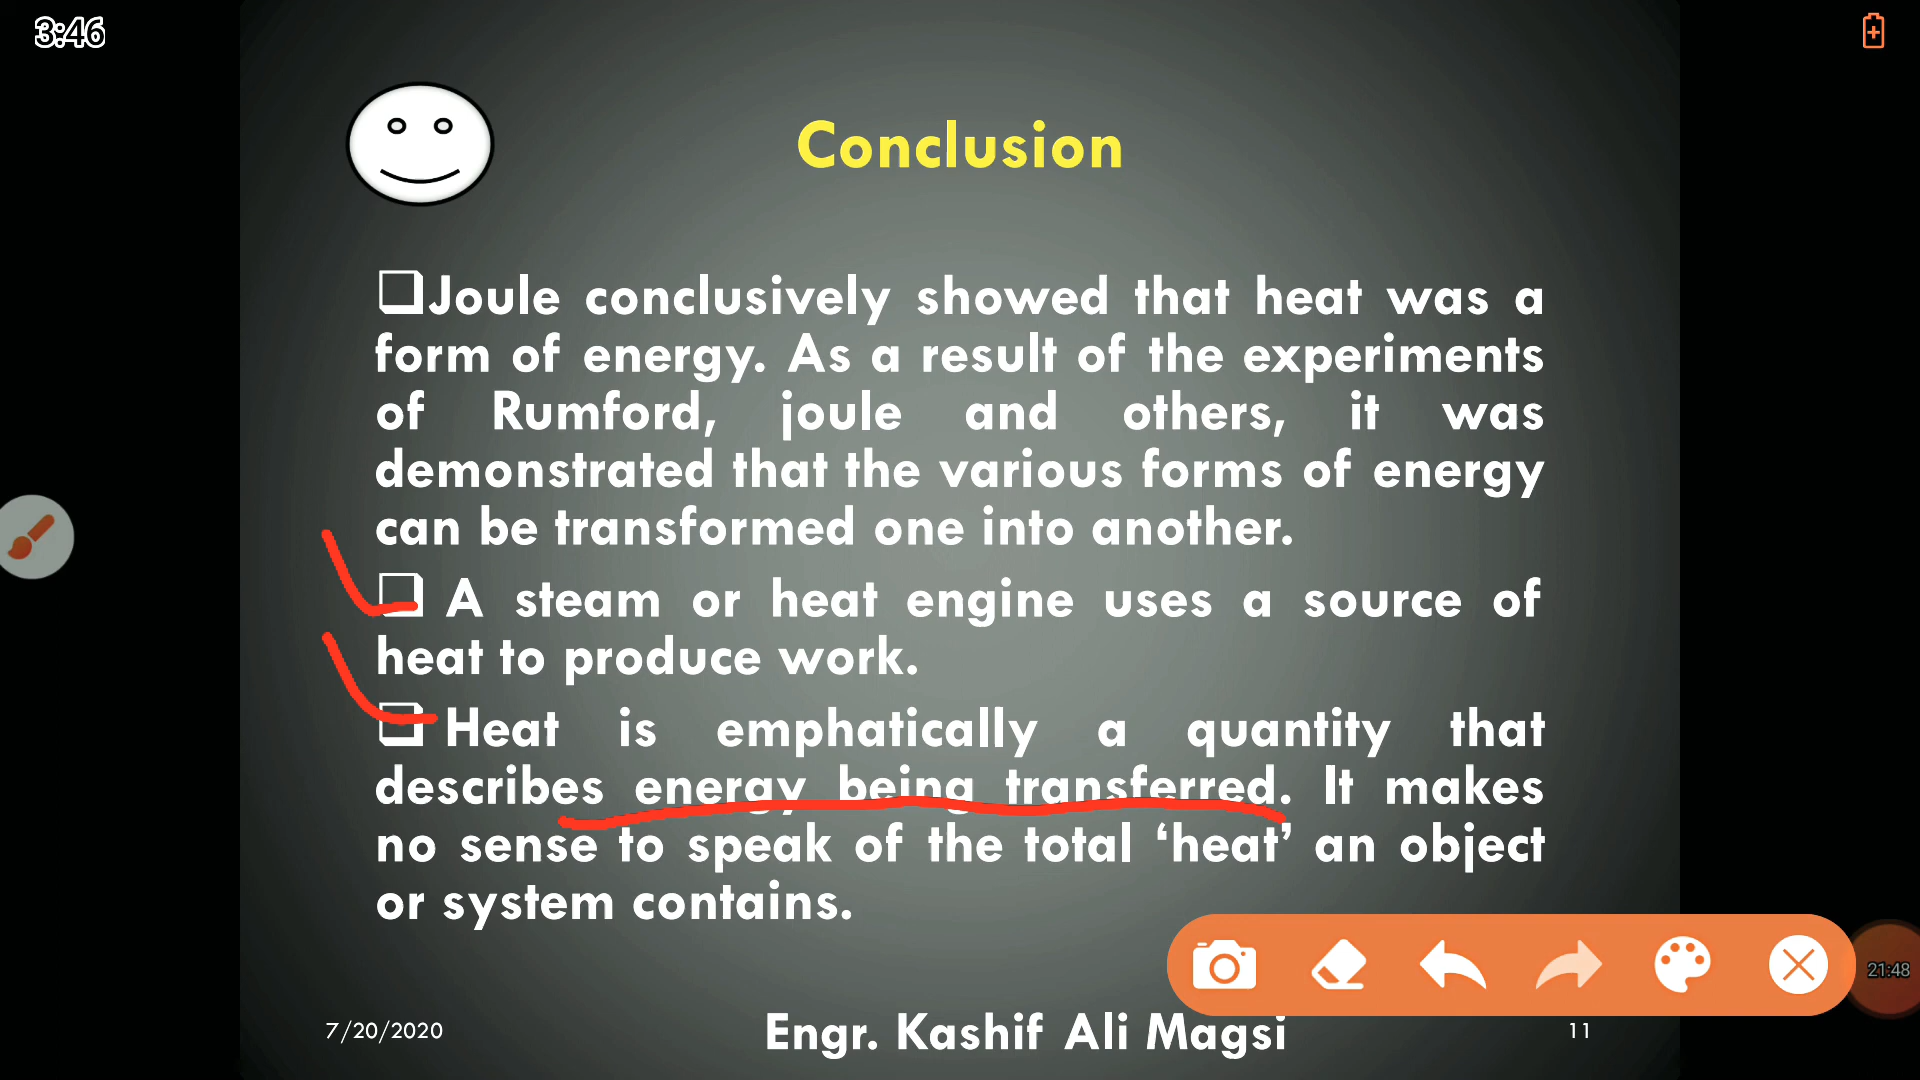 3:46
Conclusion
❑Joule conclusively showed that heat was a
form of energy. As a result of the experiments
of Rumford, joule and others, it was
demonstrated that the various forms of energy
can be transformed one into another.
❑ A steam or heat engine uses a source of
heat to produce work.
❑ Heat is emphatically a quantity that
describes energy being transferred. It makes
no sense to speak of the total ‘heat’ an object
or system contains.
21:48
7/20/2020
Engr. Kashif Ali Magsi
11